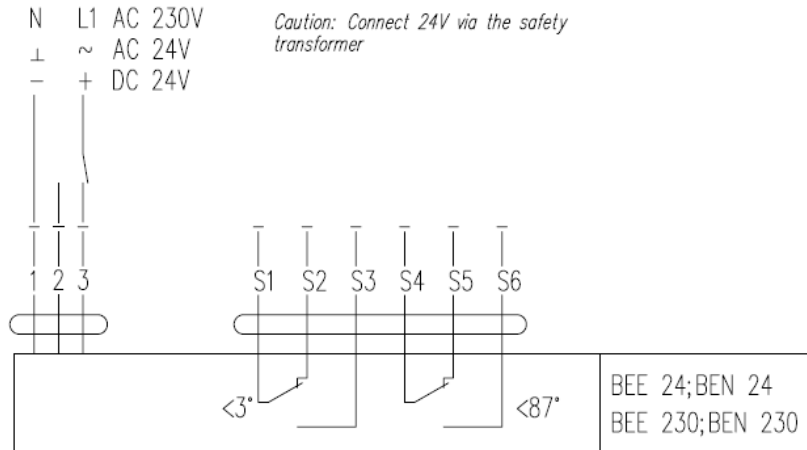 N L1 AC 230V
⊥ ~ AC 24V
− + DC 24V
Caution: Connect 24V via the safety
transformer
1 2 3 S1 S2 S3 S4 S5 S6
<3° <87°
BEE 24;BEN 24
BEE 230;BEN 230